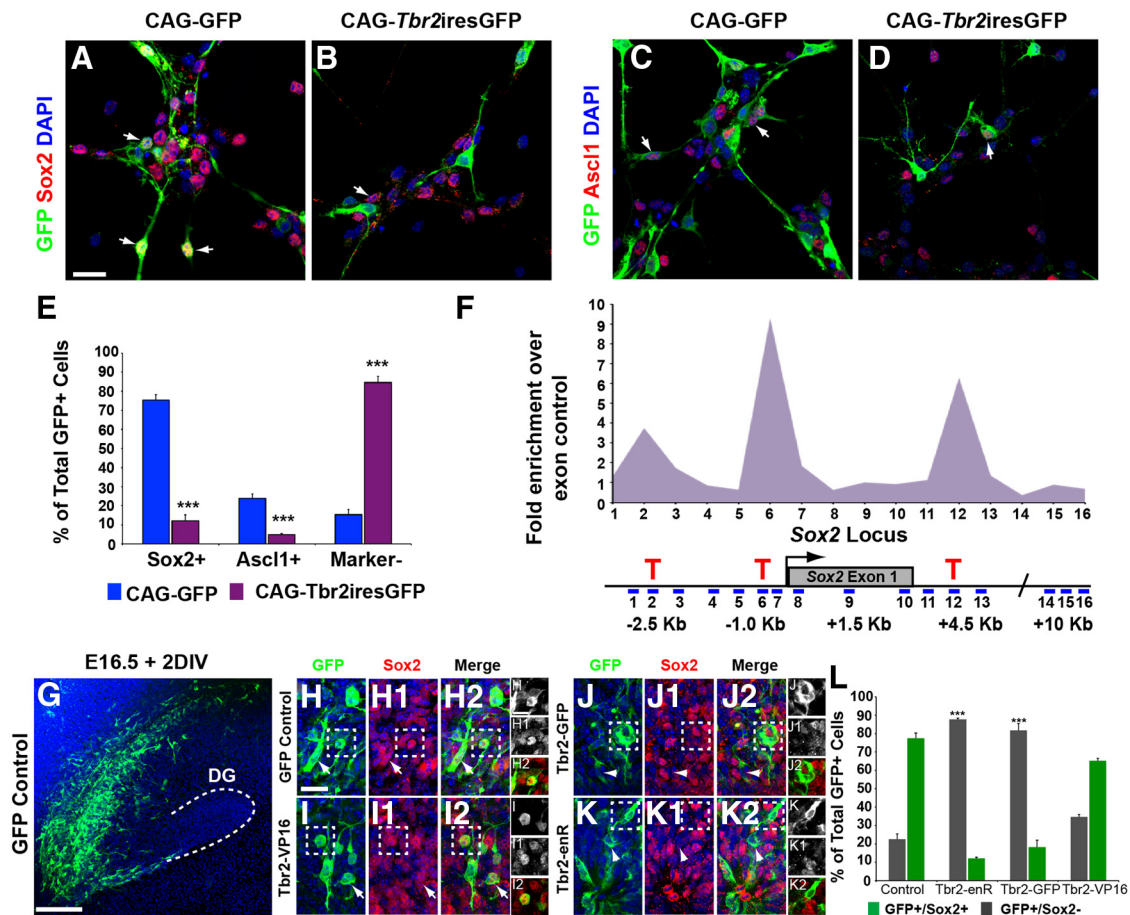 CAG-GFP
CAG-Tbr2iresGFP
CAG-GFP
CAG-Tbr2iresGFP
A
B
C
D
GFP Sox2 DAPI
GFP Ascl1 DAPI
E
% of Total GFP+ Cells
100
90
80
70
60
50
40
30
20
10
0
***
***
***
Sox2+
Ascl1+
Marker-
CAG-GFP
CAG-Tbr2iresGFP
F
Fold enrichment over
exon control
10
9
8
7
6
5
4
3
2
1
0
1 2 3 4 5 6 7 8 9 10 11 12 13 14 15 16
Sox2 Locus
T T T
Sox2 Exon 1
1 2 3 4 5 6 7 8 9 10 11 12 13 14 15 16
-2.5 Kb -1.0 Kb +1.5 Kb +4.5 Kb +10 Kb
E16.5 + 2DIV
GFP Control
G
DG
GFP Sox2 Merge
GFP Control
H H1 H2
H
H1
H2
Tbr2-VP16
I I1 I2
I
I1
I2
GFP Sox2 Merge
Tbr2-GFP
J J1 J2
J
J1
J2
Tbr2-enR
K K1 K2
K
K1
K2
L
% of Total GFP+ Cells
100
90
80
70
60
50
40
30
20
10
0
***
***
Control Tbr2-enR Tbr2-GFP Tbr2-VP16
GFP+/Sox2+ GFP+/Sox2-